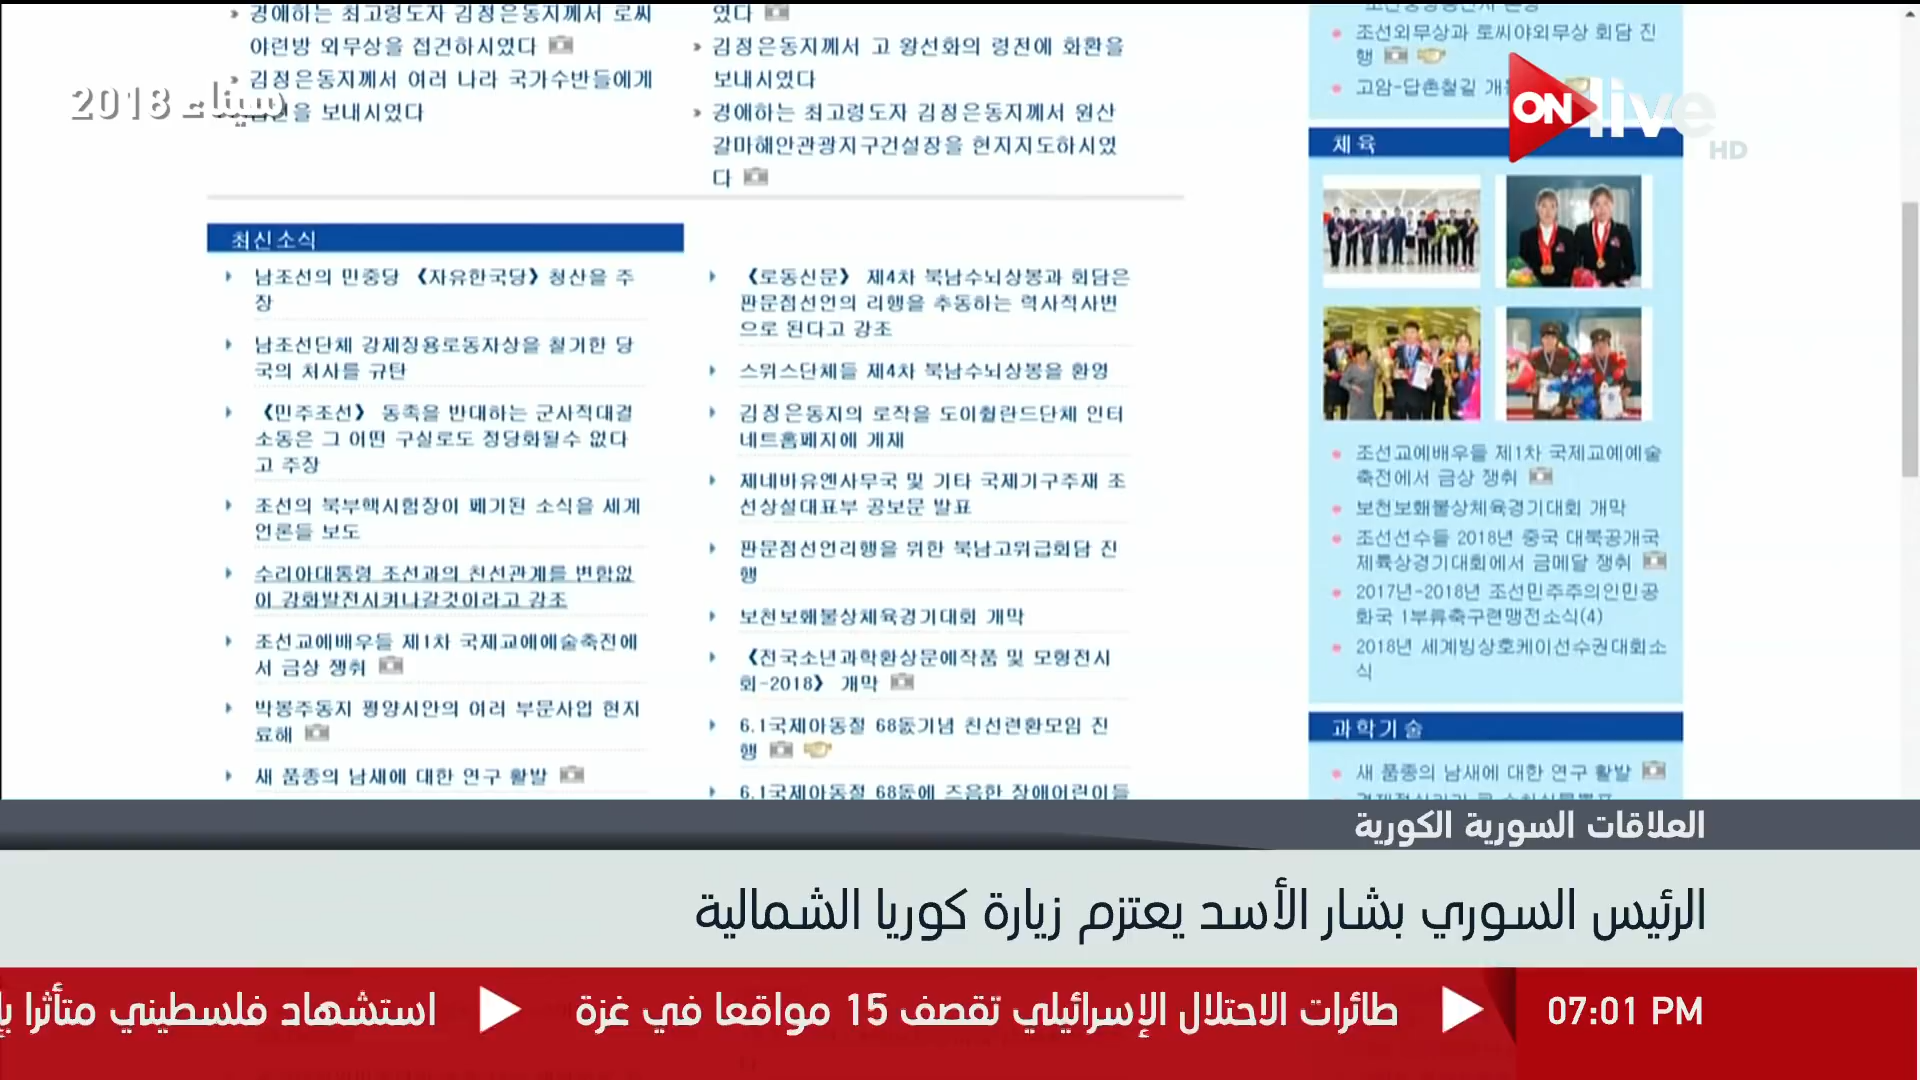 경애하는 최고령도자 김정은동지께서 로씨
야련방 외무상을 접견하시였다
김정은동지께서 여러 나라 국가수반들에게
을 보내시였다
였다
김정은동지께서 고 왕선화의 령전에 화환을
보내시였다
경애하는 최고령도자 김정은동지께서 원산
갈마해안관광지구건설장을 현지지도하시였
다
سيناء 2018
최신소식
남조선의 민중당 《자유한국당》청산을 주
장
남조선단체 강제징용로동자상을 철거한 당
국의 처사를 규탄
《민주조선》 동족을 반대하는 군사적대결
소동은 그 어떤 구실로도 정당화될수 없다
고 주장
조선의 북부핵시험장이 페기된 소식을 세계
언론들 보도
수리아대통령 조선과의 친선관계를 변함없
이 강화발전시켜나갈것이라고 강조
조선교예배우들 제1차 국제교예예술축전에
서 금상 쟁취
박봉주동지 평양시안의 여러 부문사업 현지
료해
새 품종의 남새에 대한 연구 활발
《로동신문》 제4차 북남수뇌상봉과 회담은
판문점선언의 리행을 추동하는 력사적사변
으로 된다고 강조
스위스단체들 제4차 북남수뇌상봉을 환영
김정은동지의 로작을 도이췰란드단체 인터
네트홈페지에 게재
제네바유엔사무국 및 기타 국제기구주재 조
선상설대표부 공보문 발표
판문점선언리행을 위한 북남고위급회담 진
행
보천보홰불상체육경기대회 개막
《전국소년과학환상문예작품 및 모형전시
회-2018》 개막
6.1국제아동절 68돐기념 친선련환모임 진
행
6.1국제아동절 68돐에 즈음한 장애어린이들
조선외무상과 로씨야외무상 회담 진
행
고암-답촌철길 개
ON live
HD
체육
조선교예배우들 제1차 국제교예예술
축전에서 금상 쟁취
보천보홰불상체육경기대회 개막
조선선수들 2018년 중국 대북공개국
제륙상경기대회에서 금메달 쟁취
2017년-2018년 조선민주주의인민공
화국 1부류축구련맹전소식(4)
2018년 세계빙상호케이선수권대회소
식
과학기술
새 품종의 남새에 대한 연구 활발
العلاقات السورية الكورية
الرئيس السوري بشار الأسد يعتزم زيارة كوريا الشمالية
07:01 PM
طائرات الاحتلال الإسرائيلي تقصف 15 مواقعا في غزة
استشهاد فلسطيني متأثرا